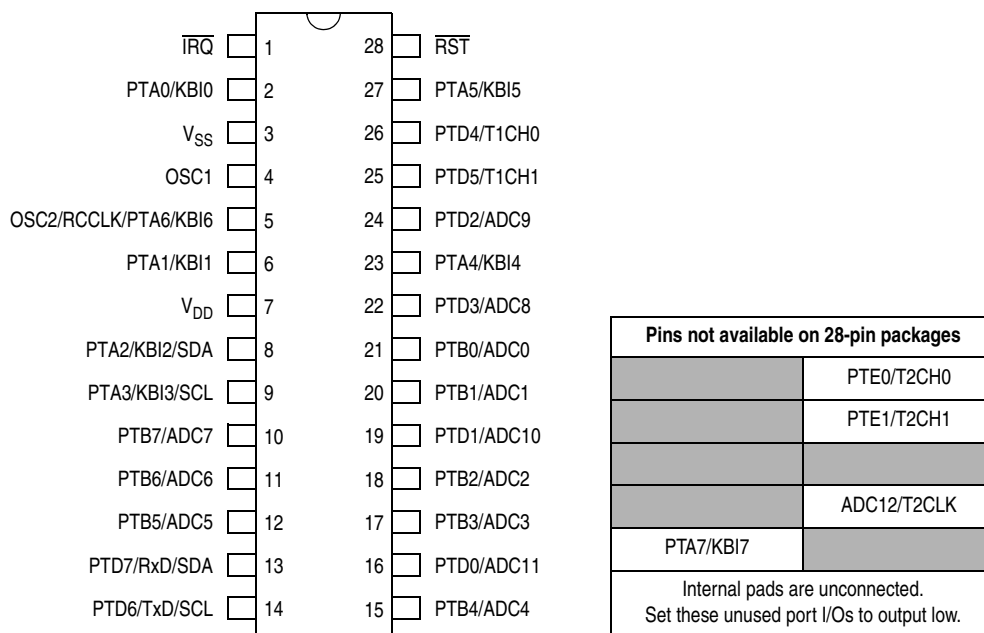 IRQ 1 28 RST
PTA0/KBI0 2 27 PTA5/KBI5
VSS 3 26 PTD4/T1CH0
OSC1 4 25 PTD5/T1CH1
OSC2/RCCLK/PTA6/KBI6 5 24 PTD2/ADC9
PTA1/KBI1 6 23 PTA4/KBI4
VDD 7 22 PTD3/ADC8
PTA2/KBI2/SDA 8 21 PTB0/ADC0
PTA3/KBI3/SCL 9 20 PTB1/ADC1
PTB7/ADC7 10 19 PTD1/ADC10
PTB6/ADC6 11 18 PTB2/ADC2
PTB5/ADC5 12 17 PTB3/ADC3
PTD7/RxD/SDA 13 16 PTD0/ADC11
PTD6/TxD/SCL 14 15 PTB4/ADC4
Pins not available on 28-pin packages
PTE0/T2CH0
PTE1/T2CH1
ADC12/T2CLK
PTA7/KBI7
Internal pads are unconnected.
Set these unused port I/Os to output low.